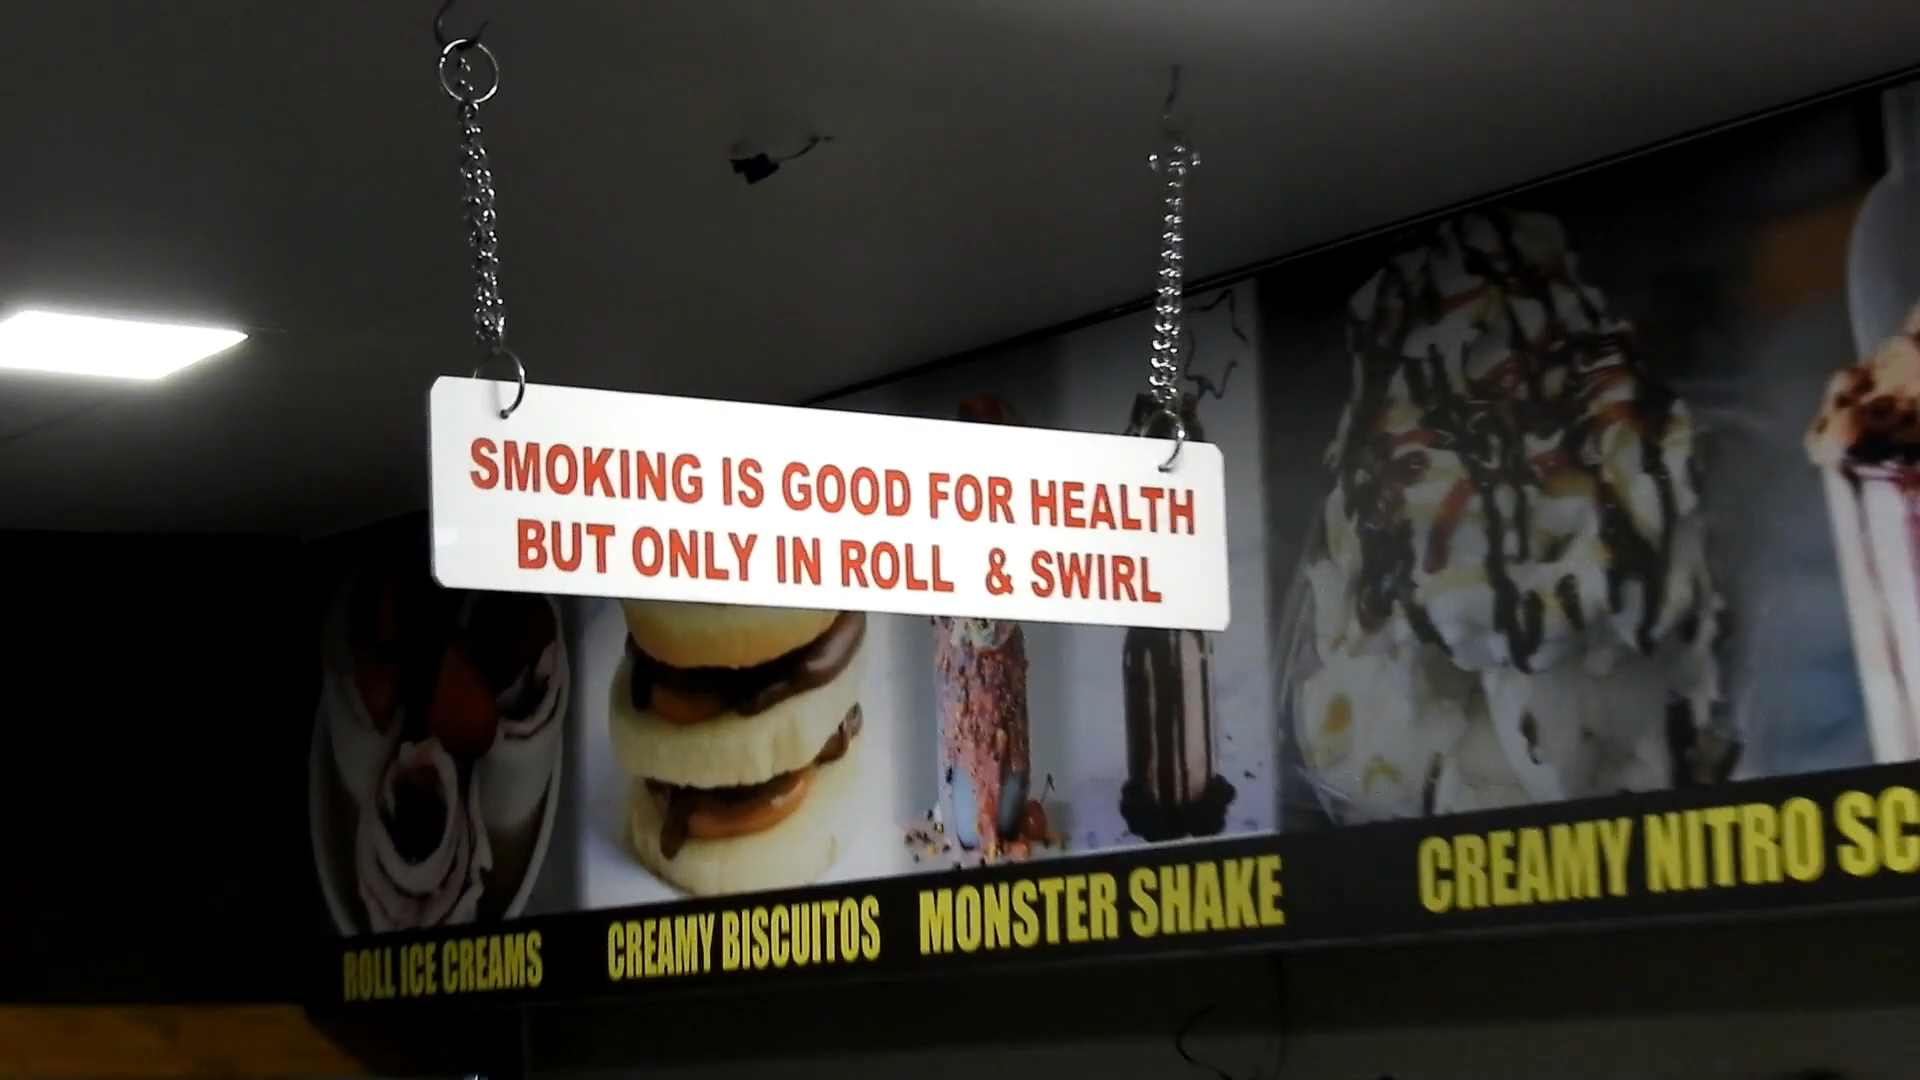 SMOKING IS GOOD FOR HEALTH
BUT ONLY IN ROLL & SWIRL
ROLL ICE CREAMS
CREAMY BISCUITOS
MONSTER SHAKE
CREAMY NITRO SC